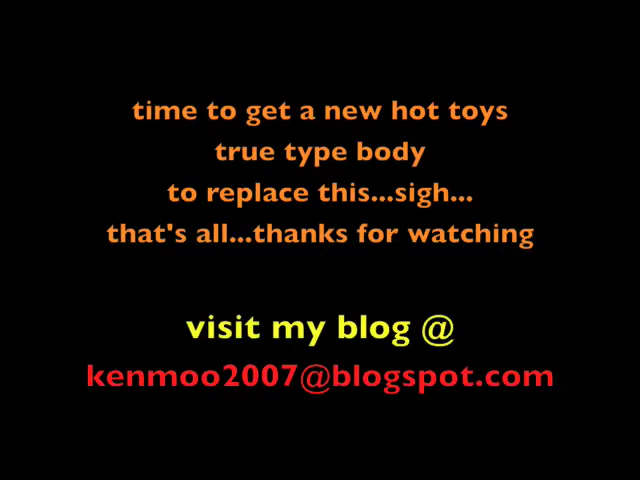 time to get a new hot toys
true type body
to replace this...sigh...
that's all...thanks for watching
visit my blog @
kenmoo2007@blogspot.com